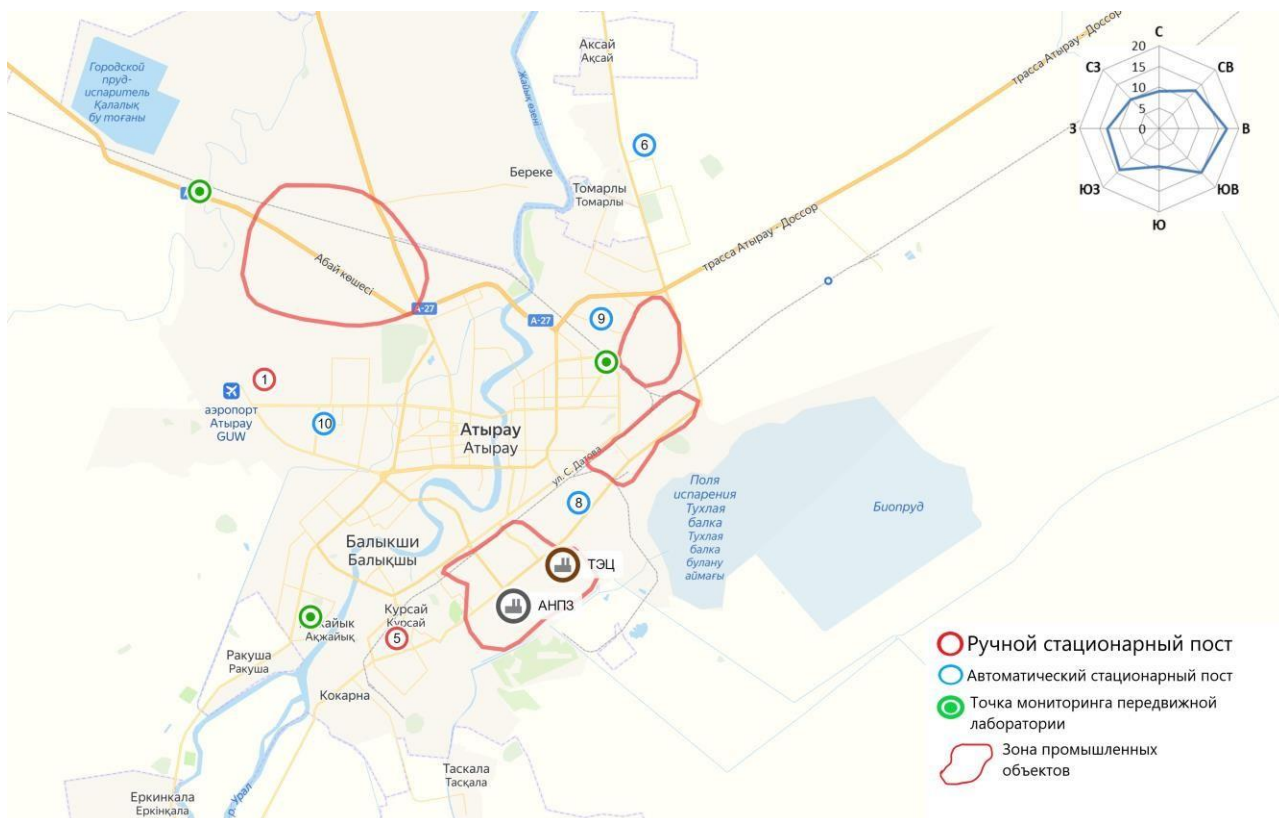 Городской
пруд-
испаритель
Қалалық
бу тоғаны
Аксай
Ақсай
Жайық өзені
трасса Атырау - Доссор
С
СЗ
СВ
20
15
10
5
0
З
В
ЮЗ
ЮВ
Ю
6
Береке
Томарлы
Томарлы
трасса Атырау - Доссор
Абай көшесі
А-27
А-27
9
1
аэропорт
Атырау
GUW
10
Атырау
Атырау
ул. С. Датова
8
Поля
испарения
Тухлая
балка
Тухлая
балка
булану
аймағы
Биопруд
Балыкши
Балықшы
ТЭЦ
АНПЗ
Курсай
Курсай
5
Ақжайық
Ракуша
Ракуша
Кокарна
Таскала
Тасқала
Еркинкала
Еркінқала
р. Урал
Ручной стационарный пост
Автоматический стационарный пост
Точка мониторинга передвижной
лаборатории
Зона промышленных
объектов